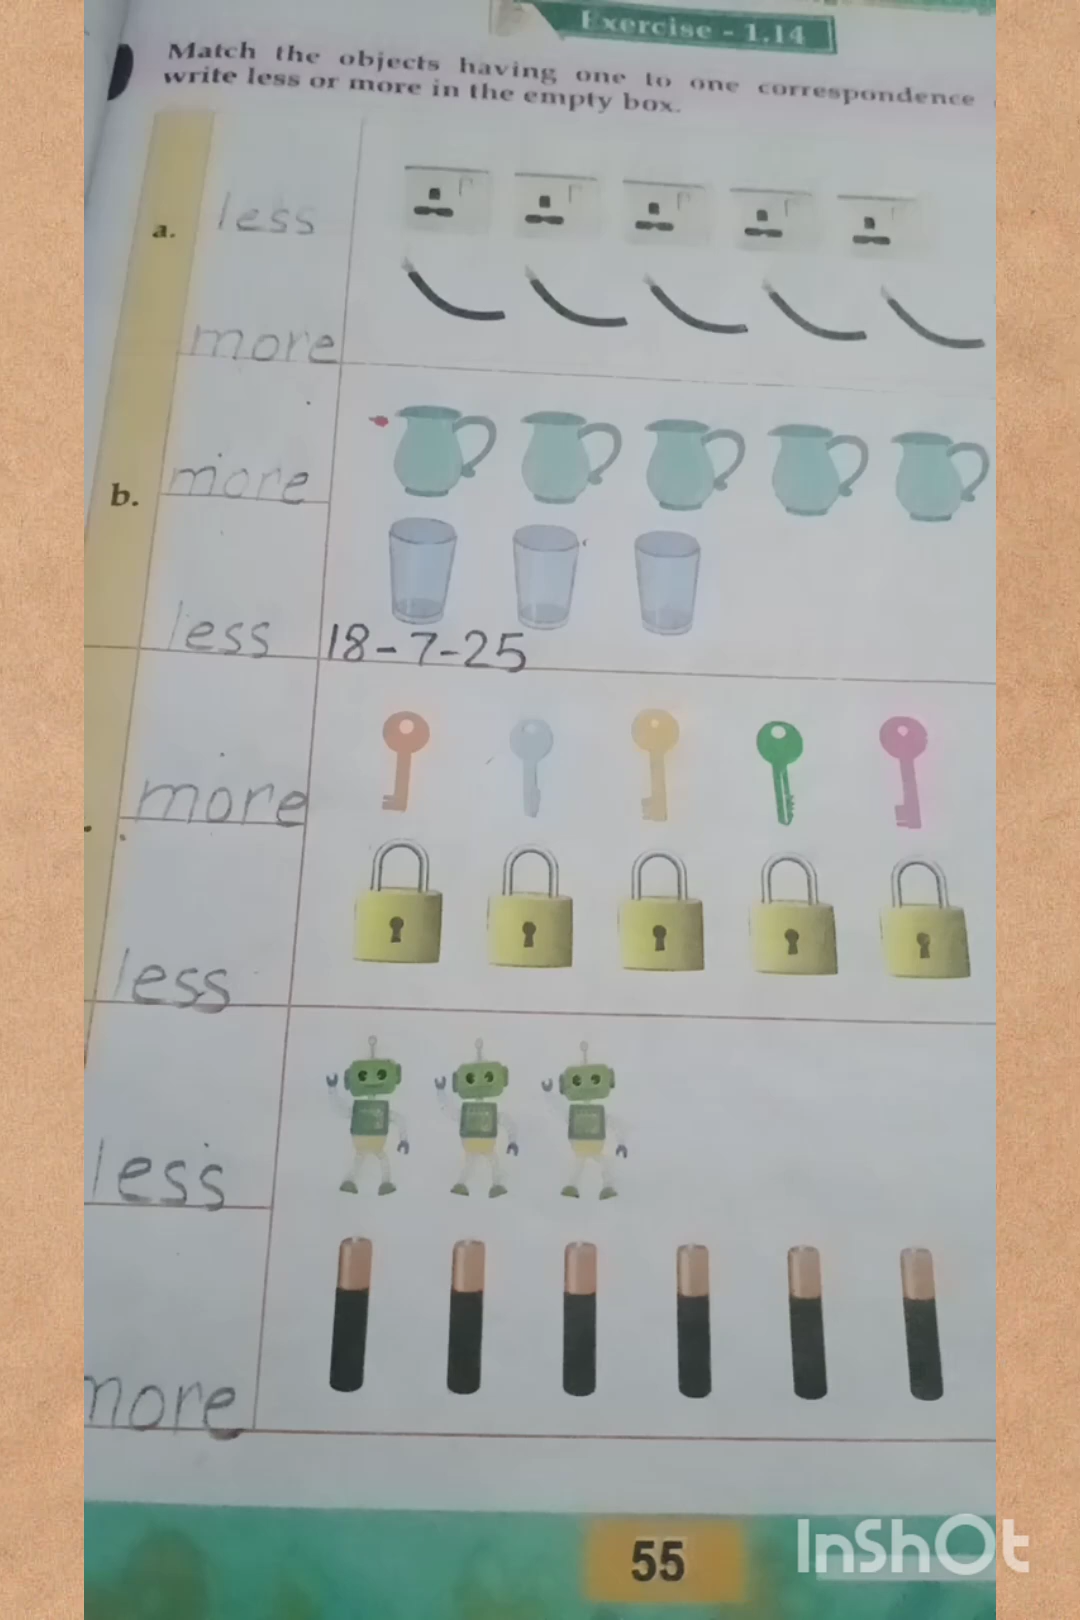 Exercise - 1.14
Match the objects having one to one correspondence
write less or more in the empty box.
a.
less
more
b.
more
less
18-7-25
more
less
less
more
55
InShOt